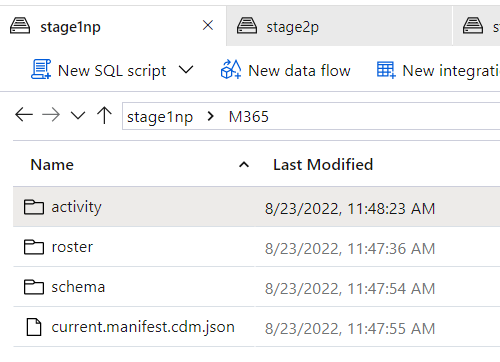 stage1np stage2p
New SQL script New data flow New integrati
stage1np M365
Name Last Modified
activity 8/23/2022, 11:48:23 AM
roster 8/23/2022, 11:47:36 AM
schema 8/23/2022, 11:47:54 AM
current.manifest.cdm.json 8/23/2022, 11:47:55 AM